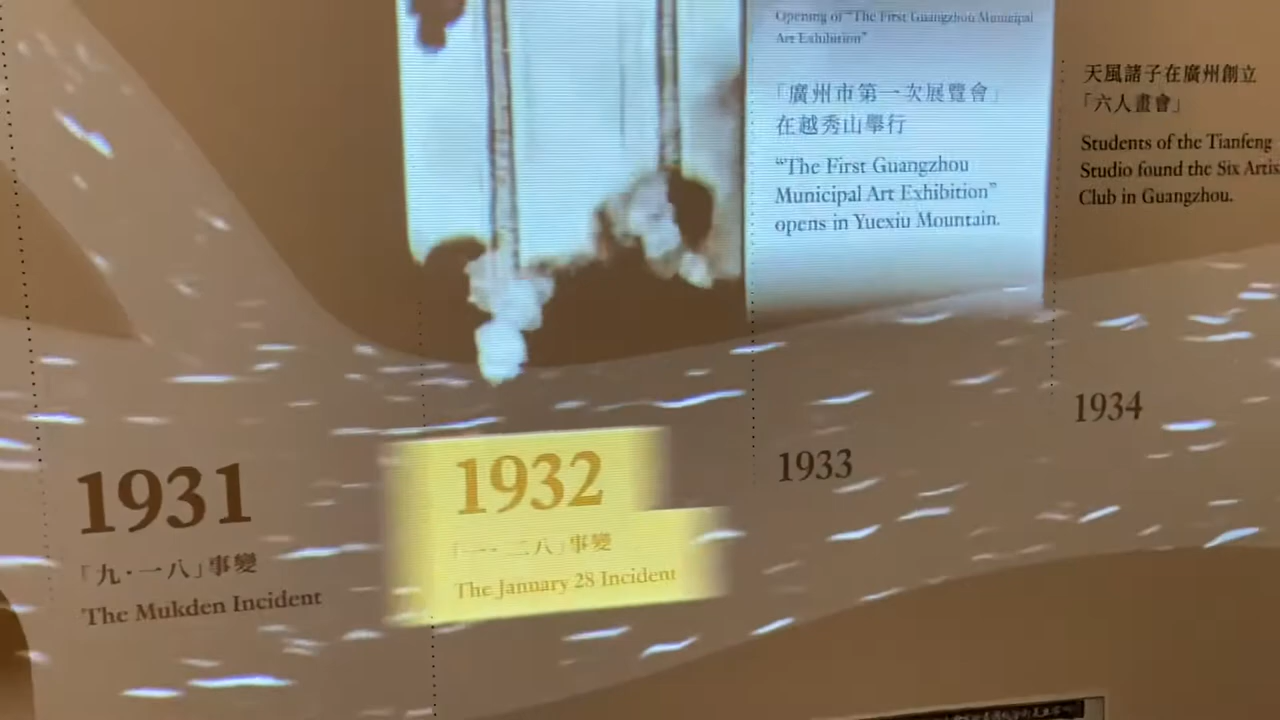 Opening of "The First Guangzhou Municipal
Art Exhibition"
「廣州市第一次展覽會」
在越秀山舉行
“The First Guangzhou
Municipal Art Exhibition”
opens in Yuexiu Mountain.
天風諸子在廣州創立
「六人畫會」
Students of the Tianfeng
Studio found the Six Artis
Club in Guangzhou.
1931
「九·一八」事變
The Mukden Incident
1932
「一·二八」事變
The January 28 Incident
1933
1934